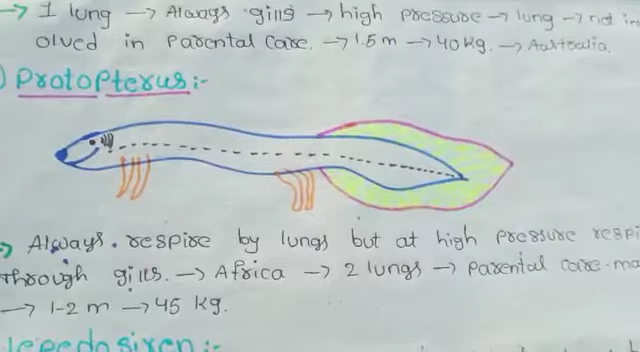 → 1 lung → Always gills → high pressure → lung → not in
olved in Parental Care. → 1.5 m → 40 kg. → Australia.
) Protopterus:-
→ Always. respire by lungs but at high pressure respi
Through gills. → Africa → 2 lungs → Parental care-ma
→ 1-2 m → 45 kg.
lepedosiren:-